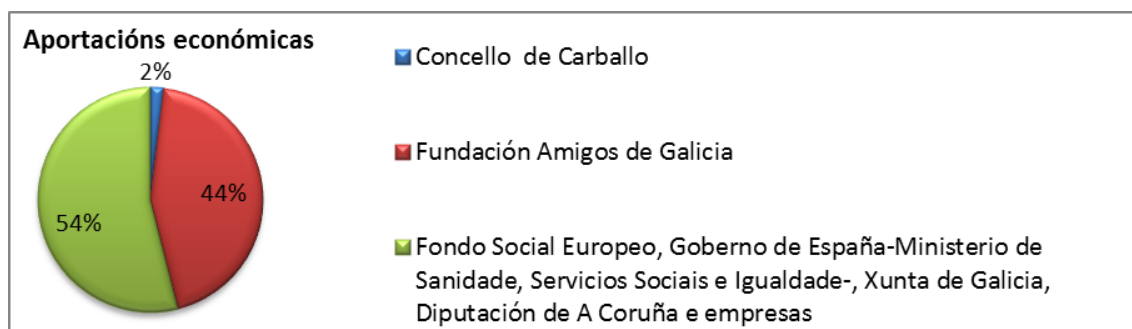 Aportacións económicas
2%
44%
54%
Concello de Carballo
Fundación Amigos de Galicia
Fondo Social Europeo, Goberno de España-Ministerio de
Sanidade, Servicios Sociais e Igualdade-, Xunta de Galicia,
Diputación de A Coruña e empresas